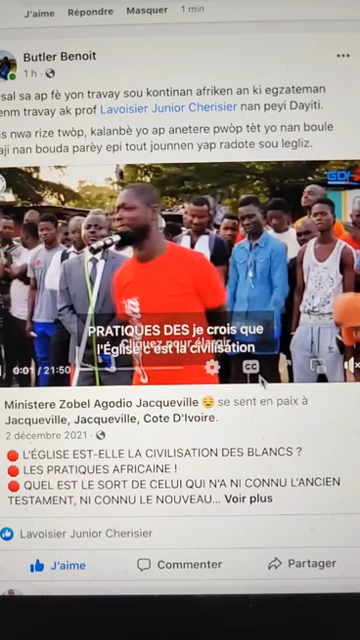 J'aime Répondre Masquer 1 min
Butler Benoit
1 h
sal sa ap fè yon travay sou kontinan afriken an ki egzateman
travay ak prof Lavoisier Junior Cherisier nan peyi Dayiti.
nwa rize twòp, kalanbè yo ap anetere pwòp tèt yo nan boule
nan bouda parèy epi tout jounnen yap radote sou legliz.
PRATIQUES DES je crois que
l'Église c'est la civilisation
Cliquez pour élargir
0:01 / 21:50
CC
Ministere Zobel Agodio Jacqueville 😔 se sent en paix à
Jacqueville, Jacqueville, Cote D'Ivoire.
2 décembre 2021
🔴 L'ÉGLISE EST-ELLE LA CIVILISATION DES BLANCS ?
🔴 LES PRATIQUES AFRICAINE !
🔴 QUEL EST LE SORT DE CELUI QUI N'A NI CONNU L'ANCIEN
TESTAMENT, NI CONNU LE NOUVEAU... Voir plus
Lavoisier Junior Cherisier
J'aime Commenter Partager